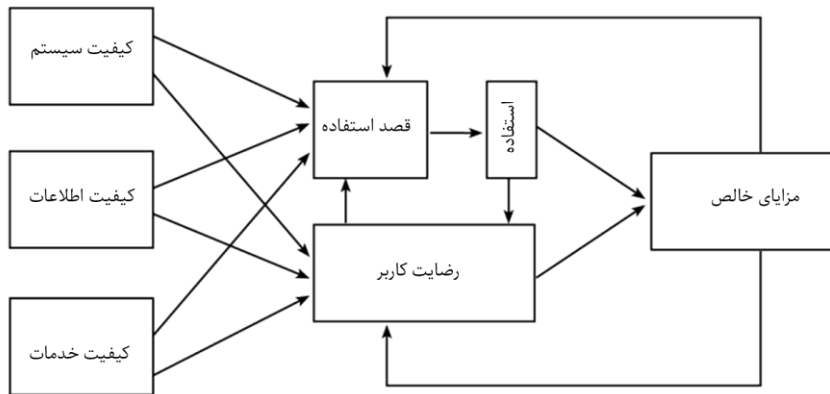 کیفیت سیستم
قصد استفاده
استفاده
کیفیت اطلاعات
مزایای خالص
رضایت کاربر
کیفیت خدمات